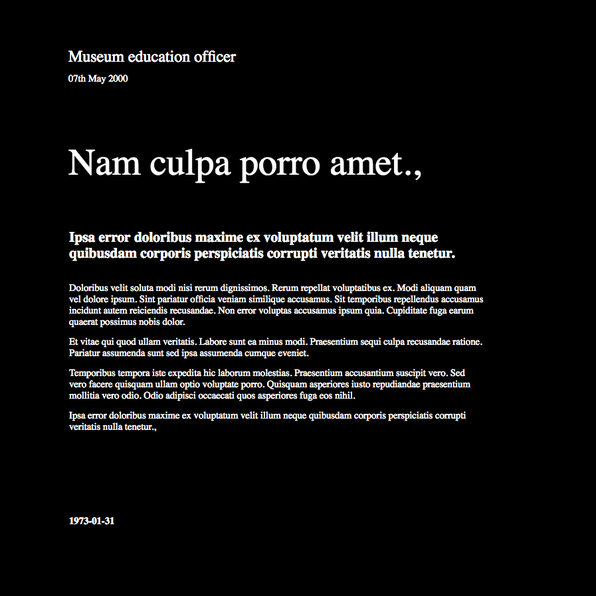 Museum education officer
07th May 2000
Nam culpa porro amet.,
Ipsa error doloribus maxime ex voluptatum velit illum neque
quibusdam corporis perspiciatis corrupti veritatis nulla tenetur.
Doloribus velit soluta modi nisi rerum dignissimos. Rerum repellat voluptatibus ex. Modi aliquam quam
vel dolore ipsum. Sint pariatur officia veniam similique accusamus. Sit temporibus repellendus accusamus
incidunt autem reiciendis recusandae. Non error voluptas accusamus ipsum quia. Cupiditate fuga earum
quaerat possimus nobis dolor.
Et vitae qui quod ullam veritatis. Labore sunt ea minus modi. Praesentium sequi culpa recusandae ratione.
Pariatur assumenda sunt sed ipsa assumenda cumque eveniet.
Temporibus tempora iste expedita hic laborum molestias. Praesentium accusantium suscipit vero. Sed
vero facere quisquam ullam optio voluptate porro. Quisquam asperiores iusto repudiandae praesentium
mollitia vero odio. Odio adipisci occaecati quos asperiores fuga eos nihil.
Ipsa error doloribus maxime ex voluptatum velit illum neque quibusdam corporis perspiciatis corrupti
veritatis nulla tenetur.,
1973-01-31